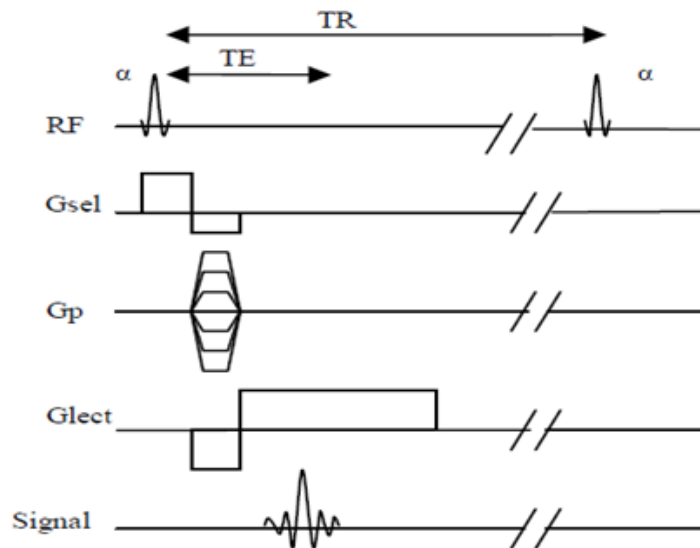 TR
TE
α α
RF
Gsel
Gp
Glect
Signal